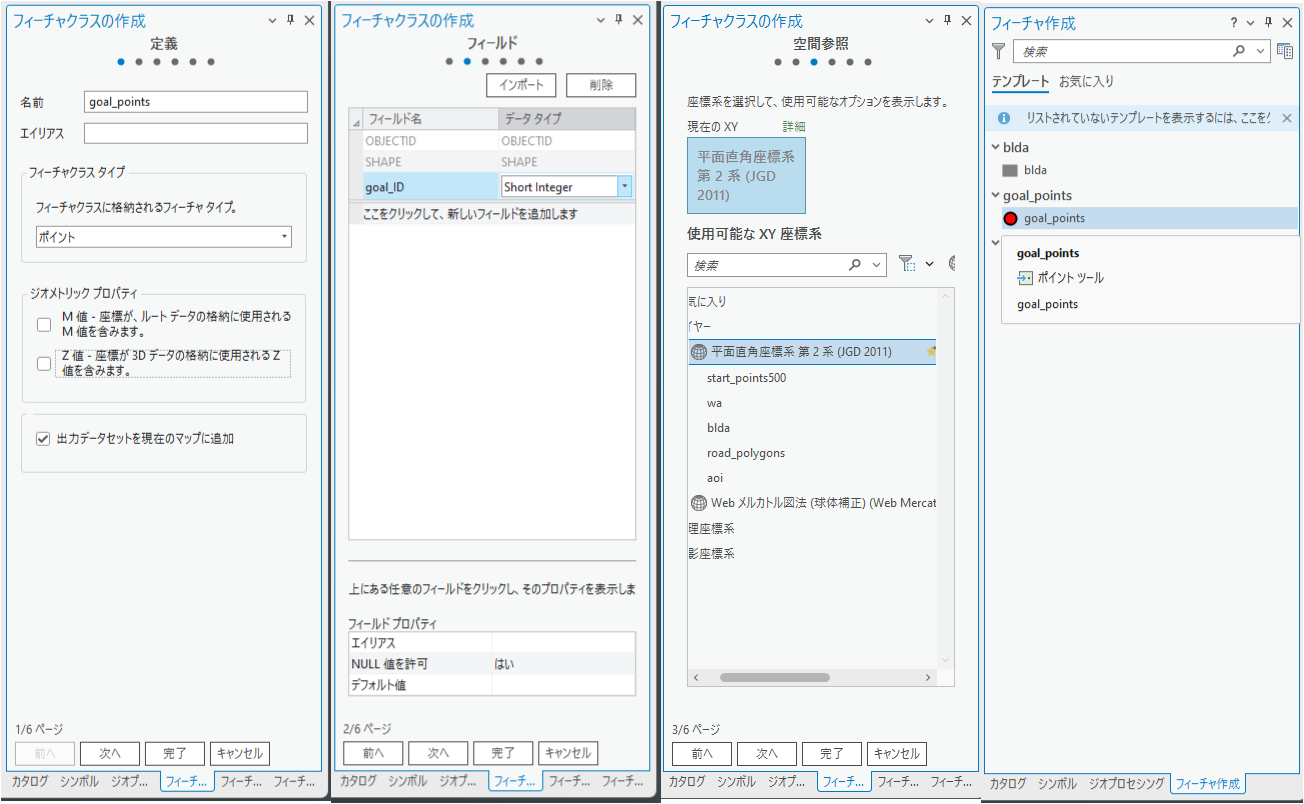 フィーチャクラスの作成
定義
名前
goal_points
エイリアス
フィーチャクラス タイプ
フィーチャクラスに格納されるフィーチャ タイプ。
ポイント
ジオメトリック プロパティ
M 値 - 座標が、ルート データの格納に使用される
M 値を含みます。
Z 値 - 座標が 3D データの格納に使用される Z
値を含みます。
出力データセットを現在のマップに追加
1/6 ページ
前へ
次へ
完了
キャンセル
カタログ
シンボル
ジオプ...
フィーチ...
フィーチ...
フィーチ...
フィーチャクラスの作成
フィールド
インポート
削除
フィールド名
データ タイプ
OBJECTID
OBJECTID
SHAPE
SHAPE
goal_ID
Short Integer
ここをクリックして、新しいフィールドを追加します
上にある任意のフィールドをクリックし、そのプロパティを表示しま
フィールド プロパティ
エイリアス
NULL 値を許可
はい
デフォルト値
2/6 ページ
前へ
次へ
完了
キャンセル
カタログ
シンボル
ジオプ...
フィーチ...
フィーチ...
フィーチ...
フィーチャクラスの作成
空間参照
座標系を選択して、使用可能なオプションを表示します。
現在の XY
詳細
平面直角座標系
第 2 系 (JGD
2011)
使用可能な XY 座標系
検索
気に入り
イヤー
平面直角座標系 第 2 系 (JGD 2011)
start_points500
wa
blda
road_polygons
aoi
Web メルカトル図法 (球体補正) (Web Mercat
理座標系
影座標系
3/6 ページ
前へ
次へ
完了
キャンセル
カタログ
シンボル
ジオプ...
フィーチ...
フィーチ...
フィーチ...
フィーチャ作成
?
検索
テンプレート
お気に入り
リストされていないテンプレートを表示するには、ここをク
blda
blda
goal_points
goal_points
goal_points
ポイント ツール
goal_points
カタログ
シンボル
ジオプロセシング
フィーチャ作成